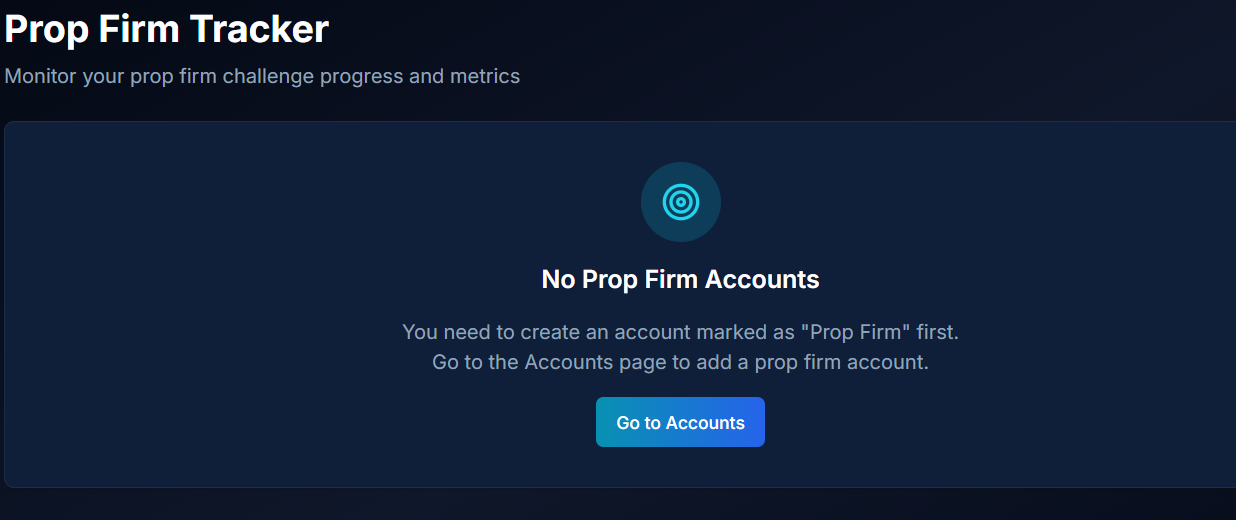 Prop Firm Tracker
Monitor your prop firm challenge progress and metrics
No Prop Firm Accounts
You need to create an account marked as "Prop Firm" first.
Go to the Accounts page to add a prop firm account.
Go to Accounts